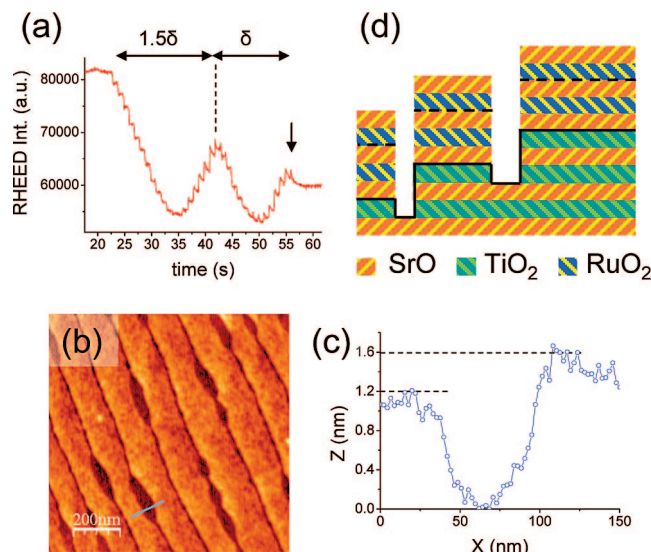 (a)
1.5δ
δ
80000
70000
60000
RHEED Int. (a.u.)
20 25 30 35 40 45 50 55 60
time (s)
(d)
SrO TiO₂ RuO₂
(b)
200nm
(c)
1.6
1.2
0.8
0.4
0.0
Z (nm)
0 50 100 150
X (nm)